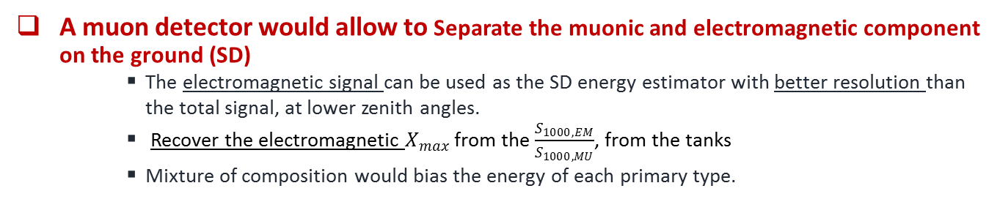 ❑ A muon detector would allow to Separate the muonic and electromagnetic component
on the ground (SD)
▪ The electromagnetic signal can be used as the SD energy estimator with better resolution than
the total signal, at lower zenith angles.
▪ Recover the electromagnetic $X_{max}$ from the $\frac{S_{1000,EM}}{S_{1000,MU}}$, from the tanks
▪ Mixture of composition would bias the energy of each primary type.